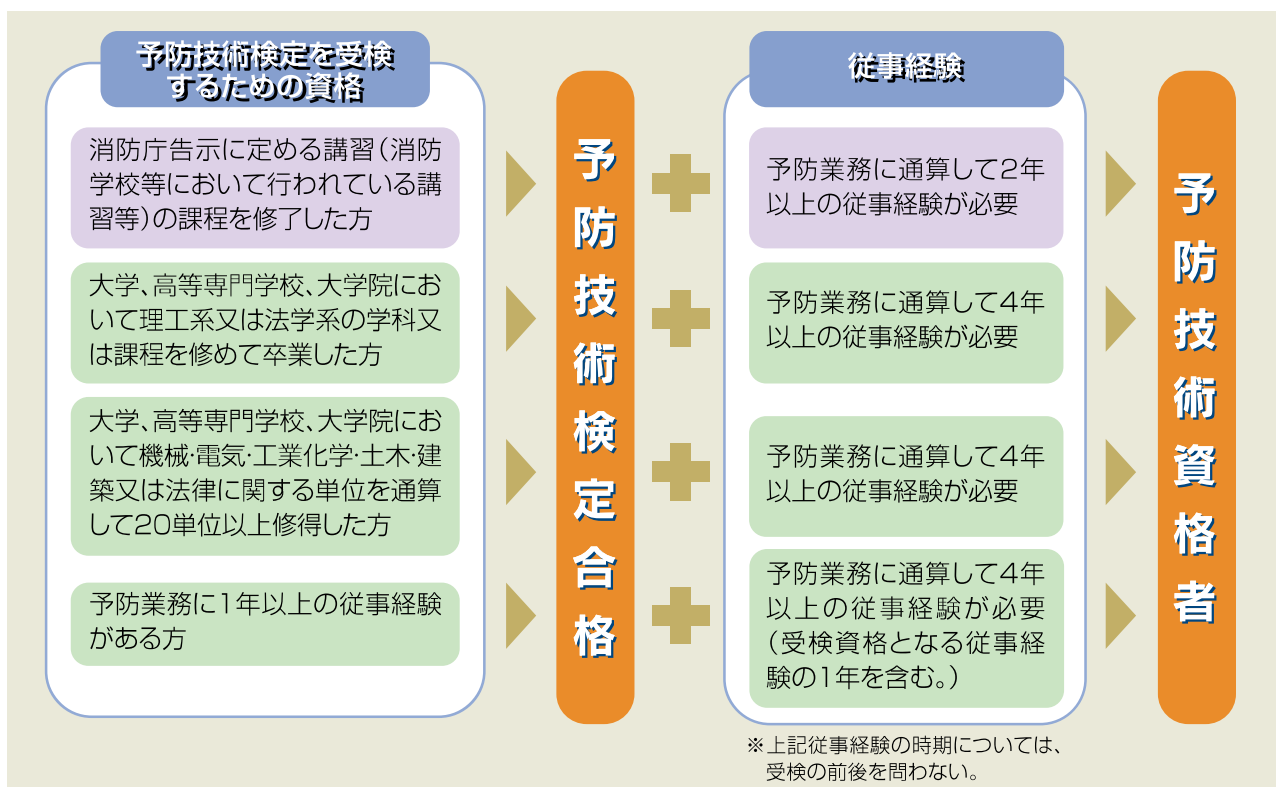 予防技術検定を受検
するための資格
消防庁告示に定める講習（消防
学校等において行われている講
習等）の課程を修了した方
大学、高等専門学校、大学院にお
いて理工系又は法学系の学科又
は課程を修めて卒業した方
大学、高等専門学校、大学院にお
いて機械・電気・工業化学・土木・建
築又は法律に関する単位を通算
して20単位以上修得した方
予防業務に1年以上の従事経験
がある方
予防技術検定合格
従事経験
予防業務に通算して2年
以上の従事経験が必要
予防業務に通算して4年
以上の従事経験が必要
予防業務に通算して4年
以上の従事経験が必要
予防業務に通算して4年
以上の従事経験が必要
（受検資格となる従事経
験の1年を含む。）
※上記従事経験の時期については、
受検の前後を問わない。
予防技術資格者